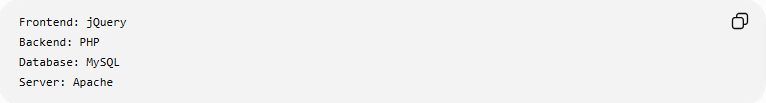 Frontend: jQuery
Backend: PHP
Database: MySQL
Server: Apache